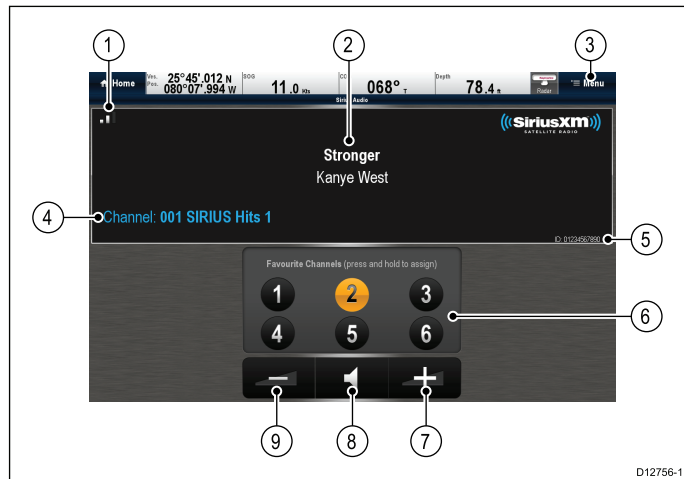 1 2 3
Home Ves. Pos. 25°45'.012 N 080°07'.994 W SOG 11.0 Kts 068° T Depth 78.4 ft Radar Menu
Sirius Audio
((SiriusXM))
SATELLITE RADIO
Stronger
Kanye West
4 Channel: 001 SIRIUS Hits 1
ID: 01234567890 5
Favourite Channels (press and hold to assign)
1 2 3
6
4 5 6
9 8 7
D12756-1